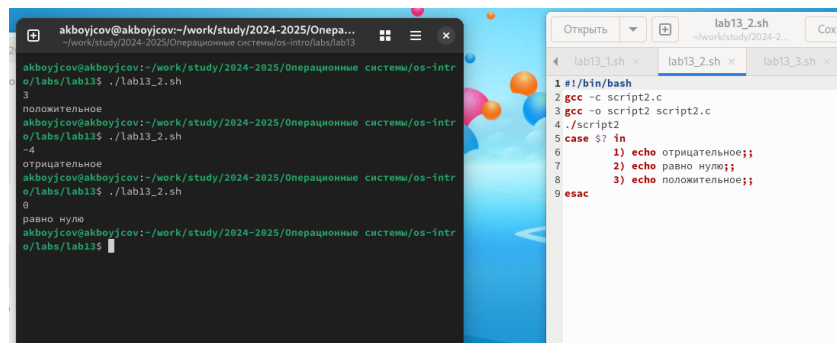 akboyjcov@akboyjcov:~/work/study/2024-2025/Опера...
~/work/study/2024-2025/Операционные системы/os-intro/labs/lab13
akboyjcov@akboyjcov:~/work/study/2024-2025/Операционные системы/os-intr
o/labs/lab13$ ./lab13_2.sh
3
положительное
akboyjcov@akboyjcov:~/work/study/2024-2025/Операционные системы/os-intr
o/labs/lab13$ ./lab13_2.sh
-4
отрицательное
akboyjcov@akboyjcov:~/work/study/2024-2025/Операционные системы/os-intr
o/labs/lab13$ ./lab13_2.sh
0
равно нулю
akboyjcov@akboyjcov:~/work/study/2024-2025/Операционные системы/os-intr
o/labs/lab13$
Открыть
lab13_2.sh
~/work/study/2024-2...
Сох
lab13_1.sh × lab13_2.sh × lab13_3.sh ×
1 #!/bin/bash
2 gcc -c script2.c
3 gcc -o script2 script2.c
4 ./script2
5 case $? in
6 1) echo отрицательное;;
7 2) echo равно нулю;;
8 3) echo положительное;;
9 esac